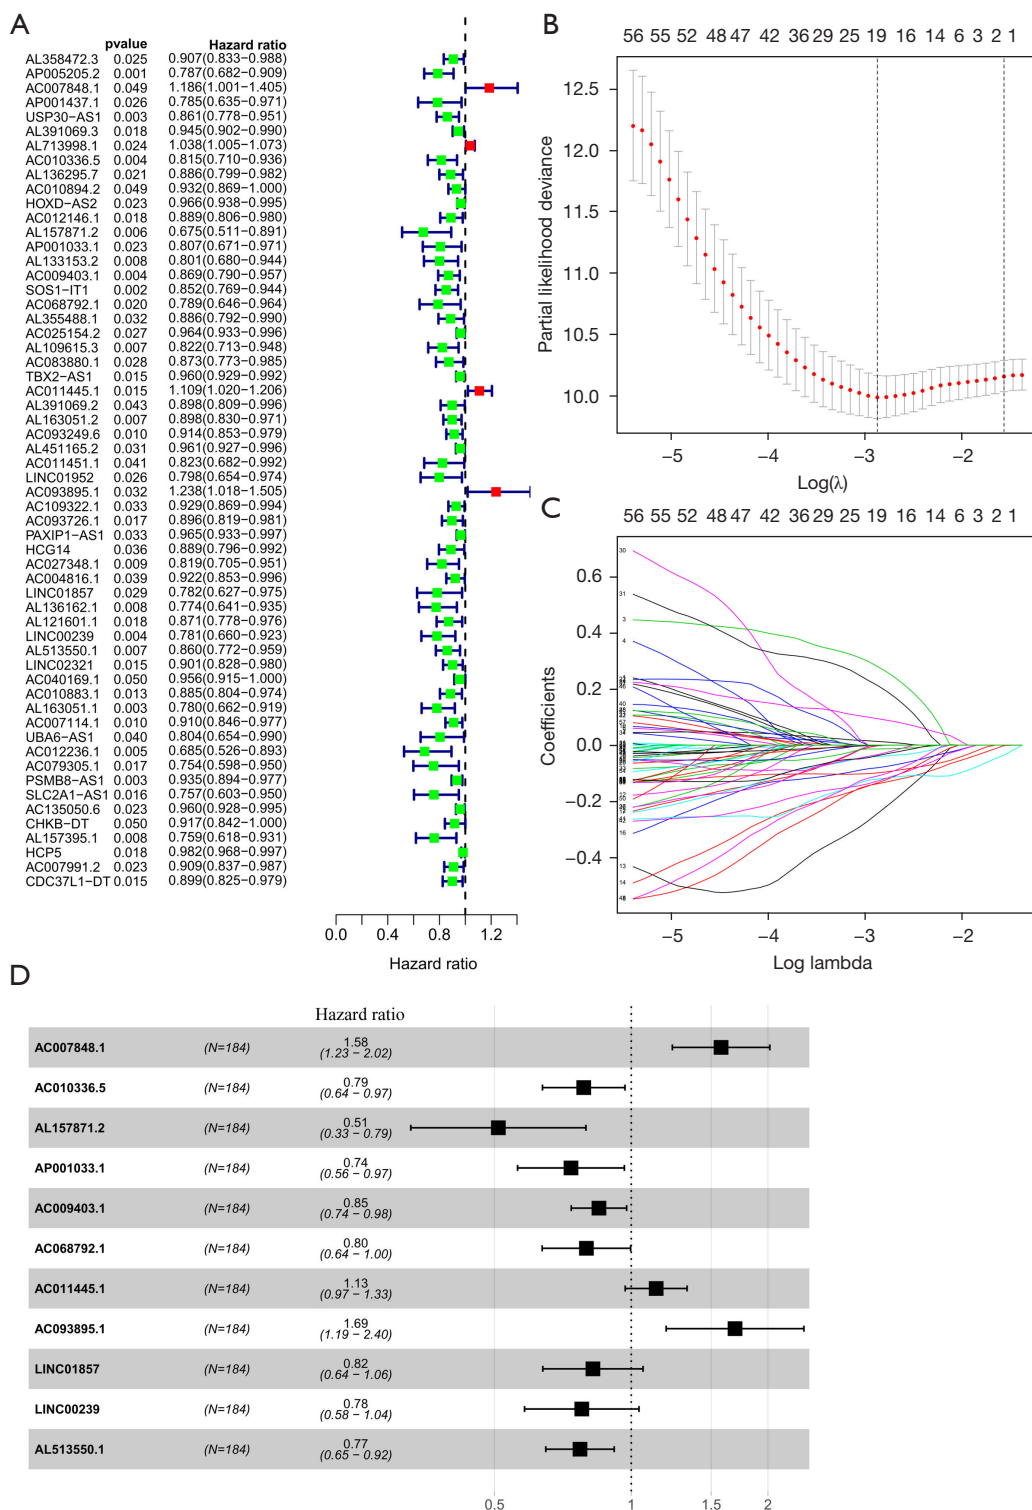 A
pvalue Hazard ratio
AL358472.3 0.025 0.907(0.833−0.988)
AP005205.2 0.001 0.787(0.682−0.909)
AC007848.1 0.049 1.186(1.001−1.405)
AP001437.1 0.026 0.785(0.635−0.971)
USP30−AS1 0.003 0.861(0.778−0.951)
AL391069.3 0.018 0.945(0.902−0.990)
AL713998.1 0.024 1.038(1.005−1.073)
AC010336.5 0.004 0.815(0.710−0.936)
AL136295.7 0.021 0.886(0.799−0.982)
AC010894.2 0.049 0.932(0.869−1.000)
HOXD−AS2 0.023 0.966(0.938−0.995)
AC012146.1 0.018 0.889(0.806−0.980)
AL157871.2 0.006 0.675(0.511−0.891)
AP001033.1 0.023 0.807(0.671−0.971)
AL133153.2 0.008 0.801(0.680−0.944)
AC009403.1 0.004 0.869(0.790−0.957)
SOS1−IT1 0.002 0.852(0.769−0.944)
AC068792.1 0.020 0.789(0.646−0.964)
AL355488.1 0.032 0.886(0.792−0.990)
AC025154.2 0.027 0.964(0.933−0.996)
AL109615.3 0.007 0.822(0.713−0.948)
AC083880.1 0.028 0.873(0.773−0.985)
TBX2−AS1 0.015 0.960(0.929−0.992)
AC011445.1 0.015 1.109(1.020−1.206)
AL391069.2 0.043 0.898(0.809−0.996)
AL163051.2 0.007 0.898(0.830−0.971)
AC093249.6 0.010 0.914(0.853−0.979)
AL451165.2 0.031 0.961(0.927−0.996)
AC011451.1 0.041 0.823(0.682−0.992)
LINC01952 0.026 0.798(0.654−0.974)
AC093895.1 0.032 1.238(1.018−1.505)
AC109322.1 0.033 0.929(0.869−0.994)
AC093726.1 0.017 0.896(0.819−0.981)
PAXIP1−AS1 0.033 0.965(0.933−0.997)
HCG14 0.036 0.889(0.796−0.992)
AC027348.1 0.009 0.819(0.705−0.951)
AC004816.1 0.039 0.922(0.853−0.996)
LINC01857 0.029 0.782(0.627−0.975)
AL136162.1 0.008 0.774(0.641−0.935)
AL121601.1 0.018 0.871(0.778−0.976)
LINC00239 0.004 0.781(0.660−0.923)
AL513550.1 0.007 0.860(0.772−0.959)
LINC02321 0.015 0.901(0.828−0.980)
AC040169.1 0.050 0.956(0.915−1.000)
AC010883.1 0.013 0.885(0.804−0.974)
AL163051.1 0.003 0.780(0.662−0.919)
AC007114.1 0.010 0.910(0.846−0.977)
UBA6−AS1 0.040 0.804(0.654−0.990)
AC012236.1 0.005 0.685(0.526−0.893)
AC079305.1 0.017 0.754(0.598−0.950)
PSMB8−AS1 0.003 0.935(0.894−0.977)
SLC2A1−AS1 0.016 0.757(0.603−0.950)
AC135050.6 0.023 0.960(0.928−0.995)
CHKB−DT 0.050 0.917(0.842−1.000)
AL157395.1 0.008 0.759(0.618−0.931)
HCP5 0.018 0.982(0.968−0.997)
AC007991.2 0.023 0.909(0.837−0.987)
CDC37L1−DT 0.015 0.899(0.825−0.979)
0.0 0.4 0.8 1.2
Hazard ratio
B
56 55 52 48 47 42 36 29 25 19 16 14 6 3 2 1
12.5
12.0
11.5
11.0
10.5
10.0
Partial likelihood deviance
−5 −4 −3 −2
Log(λ)
C
56 55 52 48 47 42 36 29 25 19 16 14 6 3 2 1
0.6
0.4
0.2
0.0
−0.2
−0.4
Coefficients
30
31
3
4
46
40
12
16
13
14
−5 −4 −3 −2
Log lambda
D
Hazard ratio
AC007848.1 (N=184) 1.58
(1.23 − 2.02)
AC010336.5 (N=184) 0.79
(0.64 − 0.97)
AL157871.2 (N=184) 0.51
(0.33 − 0.79)
AP001033.1 (N=184) 0.74
(0.56 − 0.97)
AC009403.1 (N=184) 0.85
(0.74 − 0.98)
AC068792.1 (N=184) 0.80
(0.64 − 1.00)
AC011445.1 (N=184) 1.13
(0.97 − 1.33)
AC093895.1 (N=184) 1.69
(1.19 − 2.40)
LINC01857 (N=184) 0.82
(0.64 − 1.06)
LINC00239 (N=184) 0.78
(0.58 − 1.04)
AL513550.1 (N=184) 0.77
(0.65 − 0.92)
0.5 1 1.5 2